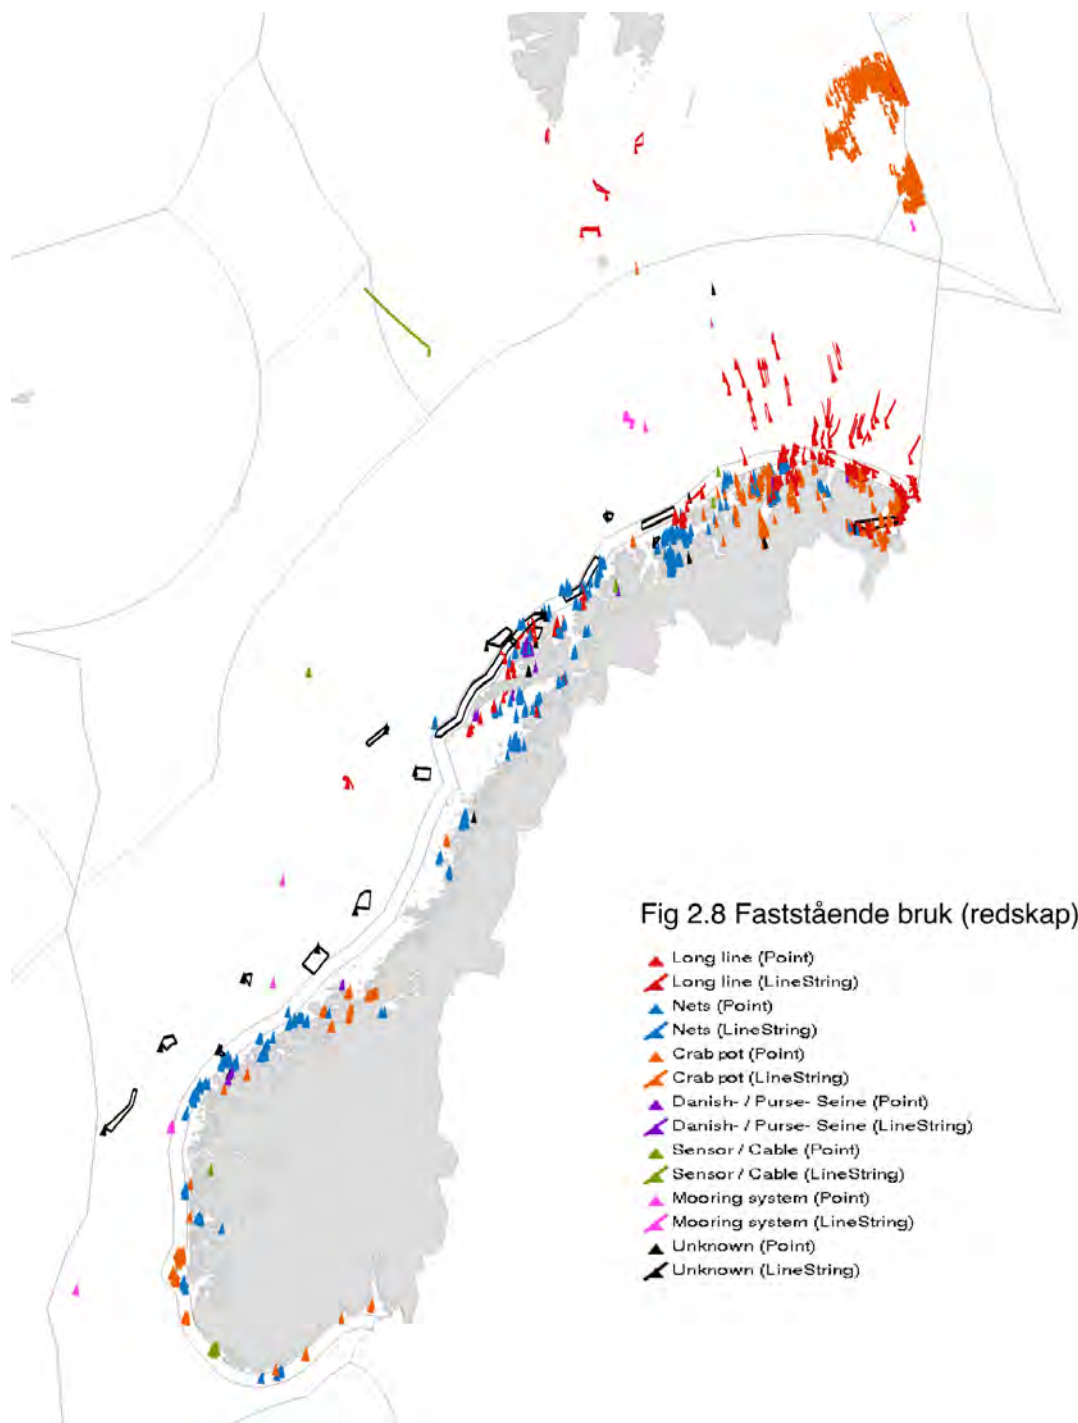 Fig 2.8 Faststående bruk (redskap)
Long line (Point)
Long line (LineString)
Nets (Point)
Nets (LineString)
Crab pot (Point)
Crab pot (LineString)
Danish- / Purse- Seine (Point)
Danish- / Purse- Seine (LineString)
Sensor / Cable (Point)
Sensor / Cable (LineString)
Mooring system (Point)
Mooring system (LineString)
Unknown (Point)
Unknown (LineString)